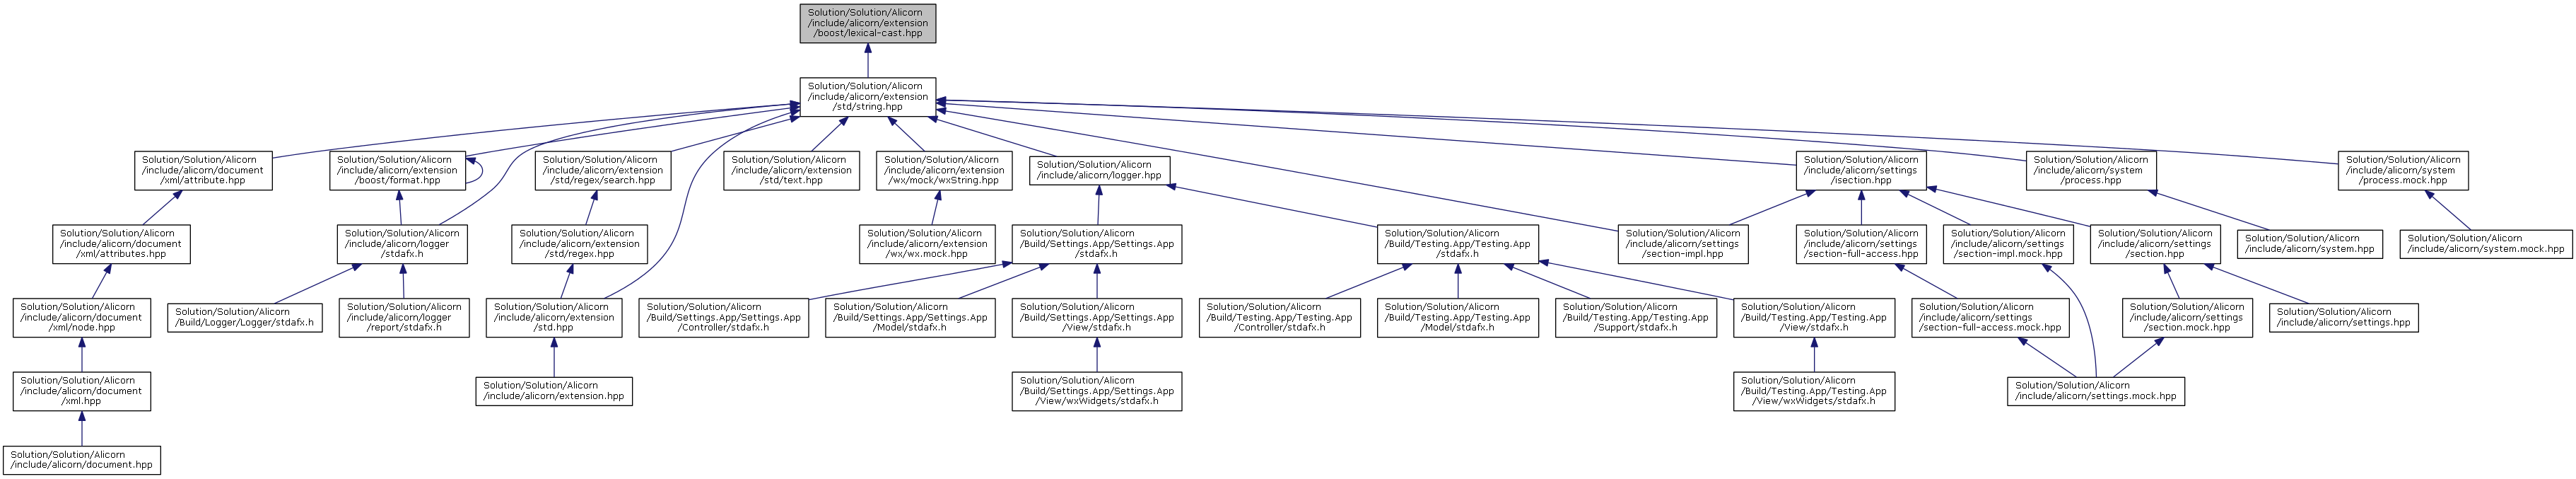 Solution/Solution/Alicorn
/include/alicorn/extension
/boost/lexical-cast.hpp
Solution/Solution/Alicorn
/include/alicorn/extension
/std/string.hpp
Solution/Solution/Alicorn
/include/alicorn/document
/xml/attribute.hpp
Solution/Solution/Alicorn
/include/alicorn/extension
/boost/format.hpp
Solution/Solution/Alicorn
/include/alicorn/extension
/std/regex/search.hpp
Solution/Solution/Alicorn
/include/alicorn/extension
/std/text.hpp
Solution/Solution/Alicorn
/include/alicorn/extension
/wx/mock/wxString.hpp
Solution/Solution/Alicorn
/include/alicorn/logger.hpp
Solution/Solution/Alicorn
/include/alicorn/settings
/isection.hpp
Solution/Solution/Alicorn
/include/alicorn/system
/process.hpp
Solution/Solution/Alicorn
/include/alicorn/system
/process.mock.hpp
Solution/Solution/Alicorn
/include/alicorn/document
/xml/attributes.hpp
Solution/Solution/Alicorn
/include/alicorn/logger
/stdafx.h
Solution/Solution/Alicorn
/include/alicorn/extension
/std/regex.hpp
Solution/Solution/Alicorn
/include/alicorn/extension
/wx/wx.mock.hpp
Solution/Solution/Alicorn
/Build/Settings.App/Settings.App
/stdafx.h
Solution/Solution/Alicorn
/Build/Testing.App/Testing.App
/stdafx.h
Solution/Solution/Alicorn
/include/alicorn/settings
/section-impl.hpp
Solution/Solution/Alicorn
/include/alicorn/settings
/section-full-access.hpp
Solution/Solution/Alicorn
/include/alicorn/settings
/section-impl.mock.hpp
Solution/Solution/Alicorn
/include/alicorn/settings
/section.hpp
Solution/Solution/Alicorn
/include/alicorn/system.hpp
Solution/Solution/Alicorn
/include/alicorn/system.mock.hpp
Solution/Solution/Alicorn
/include/alicorn/document
/xml/node.hpp
Solution/Solution/Alicorn
/Build/Logger/Logger/stdafx.h
Solution/Solution/Alicorn
/include/alicorn/logger
/report/stdafx.h
Solution/Solution/Alicorn
/include/alicorn/extension
/std.hpp
Solution/Solution/Alicorn
/Build/Settings.App/Settings.App
/Controller/stdafx.h
Solution/Solution/Alicorn
/Build/Settings.App/Settings.App
/Model/stdafx.h
Solution/Solution/Alicorn
/Build/Settings.App/Settings.App
/View/stdafx.h
Solution/Solution/Alicorn
/Build/Testing.App/Testing.App
/Controller/stdafx.h
Solution/Solution/Alicorn
/Build/Testing.App/Testing.App
/Model/stdafx.h
Solution/Solution/Alicorn
/Build/Testing.App/Testing.App
/Support/stdafx.h
Solution/Solution/Alicorn
/Build/Testing.App/Testing.App
/View/stdafx.h
Solution/Solution/Alicorn
/include/alicorn/settings
/section-full-access.mock.hpp
Solution/Solution/Alicorn
/include/alicorn/settings
/section.mock.hpp
Solution/Solution/Alicorn
/include/alicorn/settings.hpp
Solution/Solution/Alicorn
/include/alicorn/document
/xml.hpp
Solution/Solution/Alicorn
/include/alicorn/extension.hpp
Solution/Solution/Alicorn
/Build/Settings.App/Settings.App
/View/wxWidgets/stdafx.h
Solution/Solution/Alicorn
/Build/Testing.App/Testing.App
/View/wxWidgets/stdafx.h
Solution/Solution/Alicorn
/include/alicorn/settings.mock.hpp
Solution/Solution/Alicorn
/include/alicorn/document.hpp